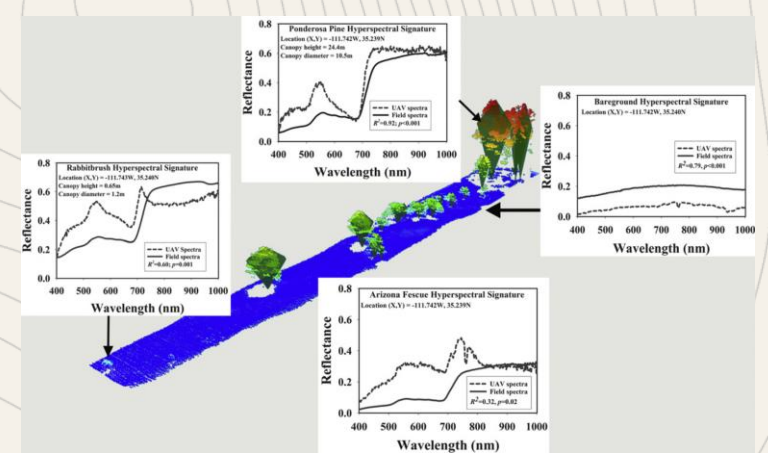 Ponderosa Pine Hyperspectral Signature
Location (X,Y) = -111.742W, 35.239N
Canopy height = 24.4m
Canopy diameter = 10.5m
Reflectance
0.8
0.6
0.4
0.2
0.0
UAV spectra
Field spectra
R²=0.92; p<0.001
400 500 600 700 800 900 1000
Wavelength (nm)
Bareground Hyperspectral Signature
Location (X,Y) = -111.742W, 35.240N
Reflectance
0.8
0.6
0.4
0.2
0.0
UAV spectra
Field spectra
R²=0.79, p<0.001
400 500 600 700 800 900 1000
Wavelength (nm)
Rabbitbrush Hyperspectral Signature
Location (X,Y) = -111.743W, 35.240N
Canopy height = 0.65m
Canopy diameter = 1.2m
Reflectance
0.8
0.6
0.4
0.2
0.0
UAV Spectra
Field spectra
R²=0.60; p=0.001
400 500 600 700 800 900 1000
Wavelength (nm)
Arizona Fescue Hyperspectral Signature
Location (X,Y) = -111.742W, 35.239N
Reflectance
0.8
0.6
0.4
0.2
0.0
UAV spectra
Field spectra
R²=0.32, p=0.02
400 500 600 700 800 900 1000
Wavelength (nm)